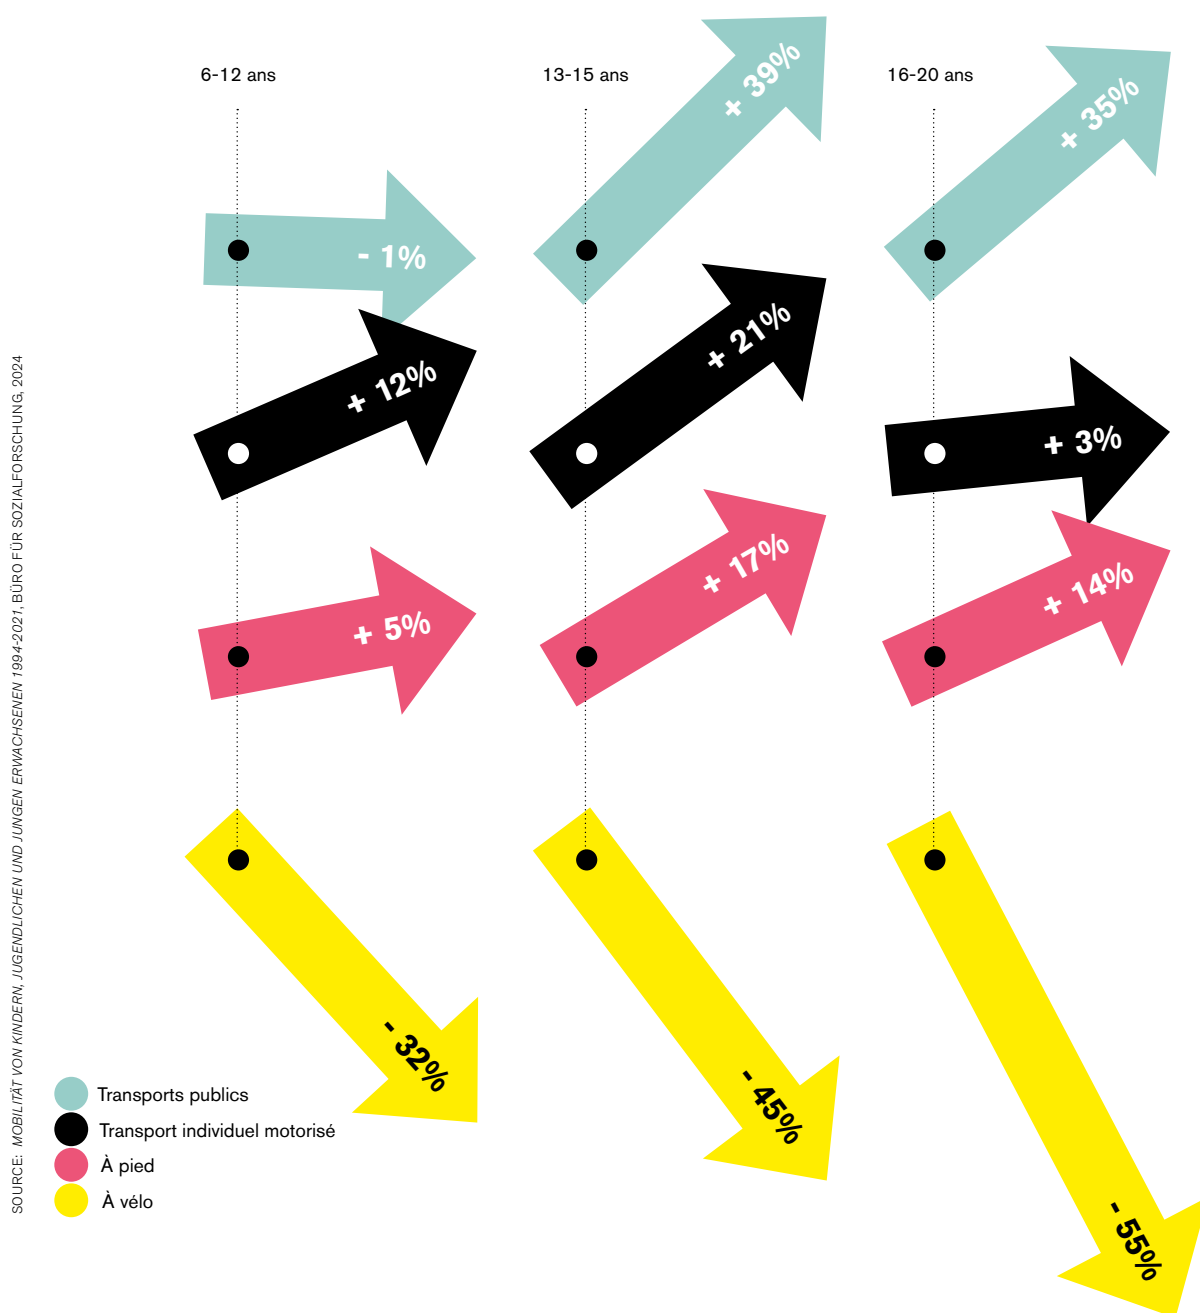 6-12 ans
13-15 ans
16-20 ans
- 1%
+ 39%
+ 35%
+ 12%
+ 21%
+ 3%
+ 5%
+ 17%
+ 14%
- 32%
- 45%
- 55%
Transports publics
Transport individuel motorisé
À pied
À vélo
SOURCE: MOBILITÄT VON KINDERN, JUGENDLICHEN UND JUNGEN ERWACHSENEN 1994-2021, BÜRO FÜR SOZIALFORSCHUNG, 2024